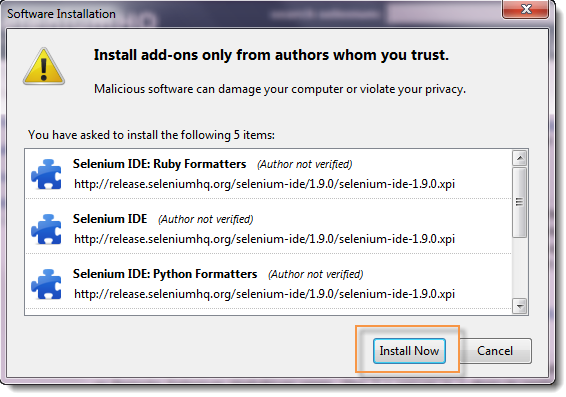 Software Installation
Install add-ons only from authors whom you trust.
Malicious software can damage your computer or violate your privacy.
You have asked to install the following 5 items:
Selenium IDE: Ruby Formatters (Author not verified)
http://release.seleniumhq.org/selenium-ide/1.9.0/selenium-ide-1.9.0.xpi
Selenium IDE (Author not verified)
http://release.seleniumhq.org/selenium-ide/1.9.0/selenium-ide-1.9.0.xpi
Selenium IDE: Python Formatters (Author not verified)
http://release.seleniumhq.org/selenium-ide/1.9.0/selenium-ide-1.9.0.xpi
Install Now Cancel